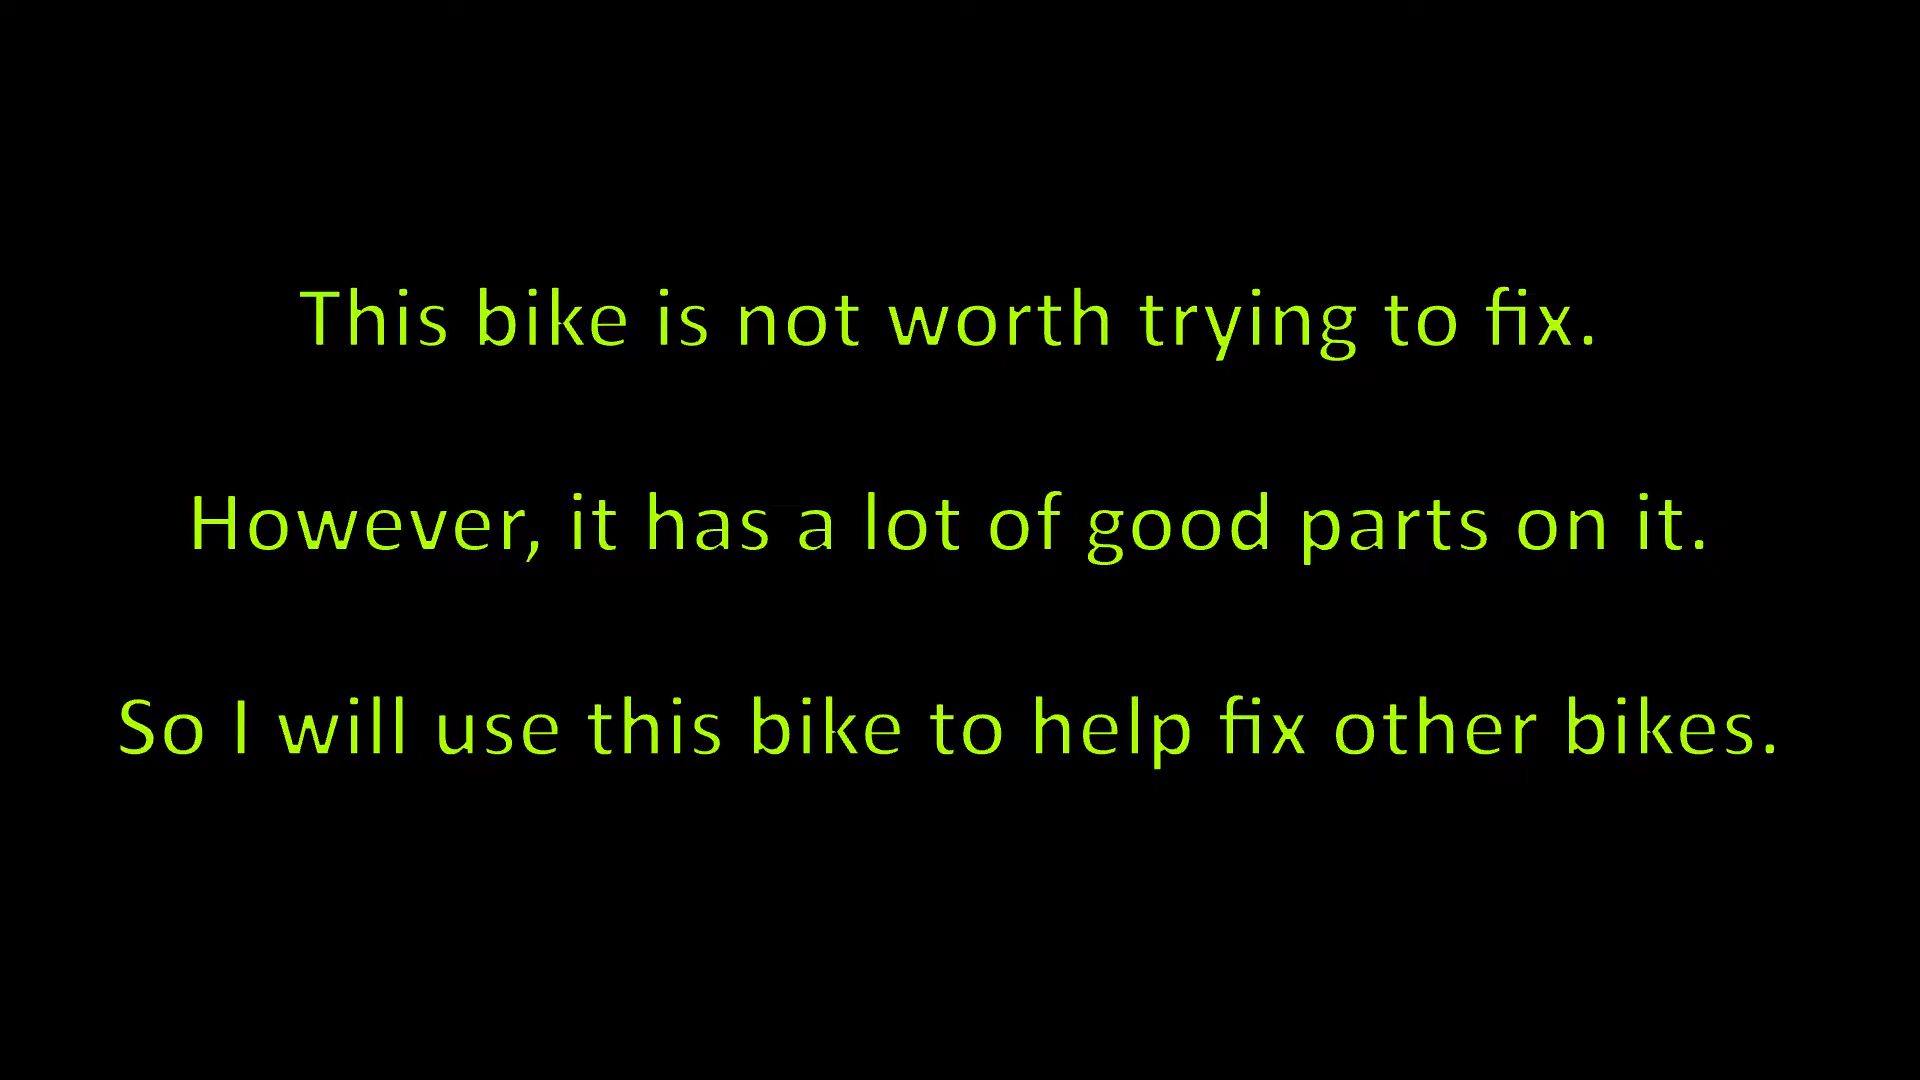 This bike is not worth trying to fix.
However, it has a lot of good parts on it.
So I will use this bike to help fix other bikes.